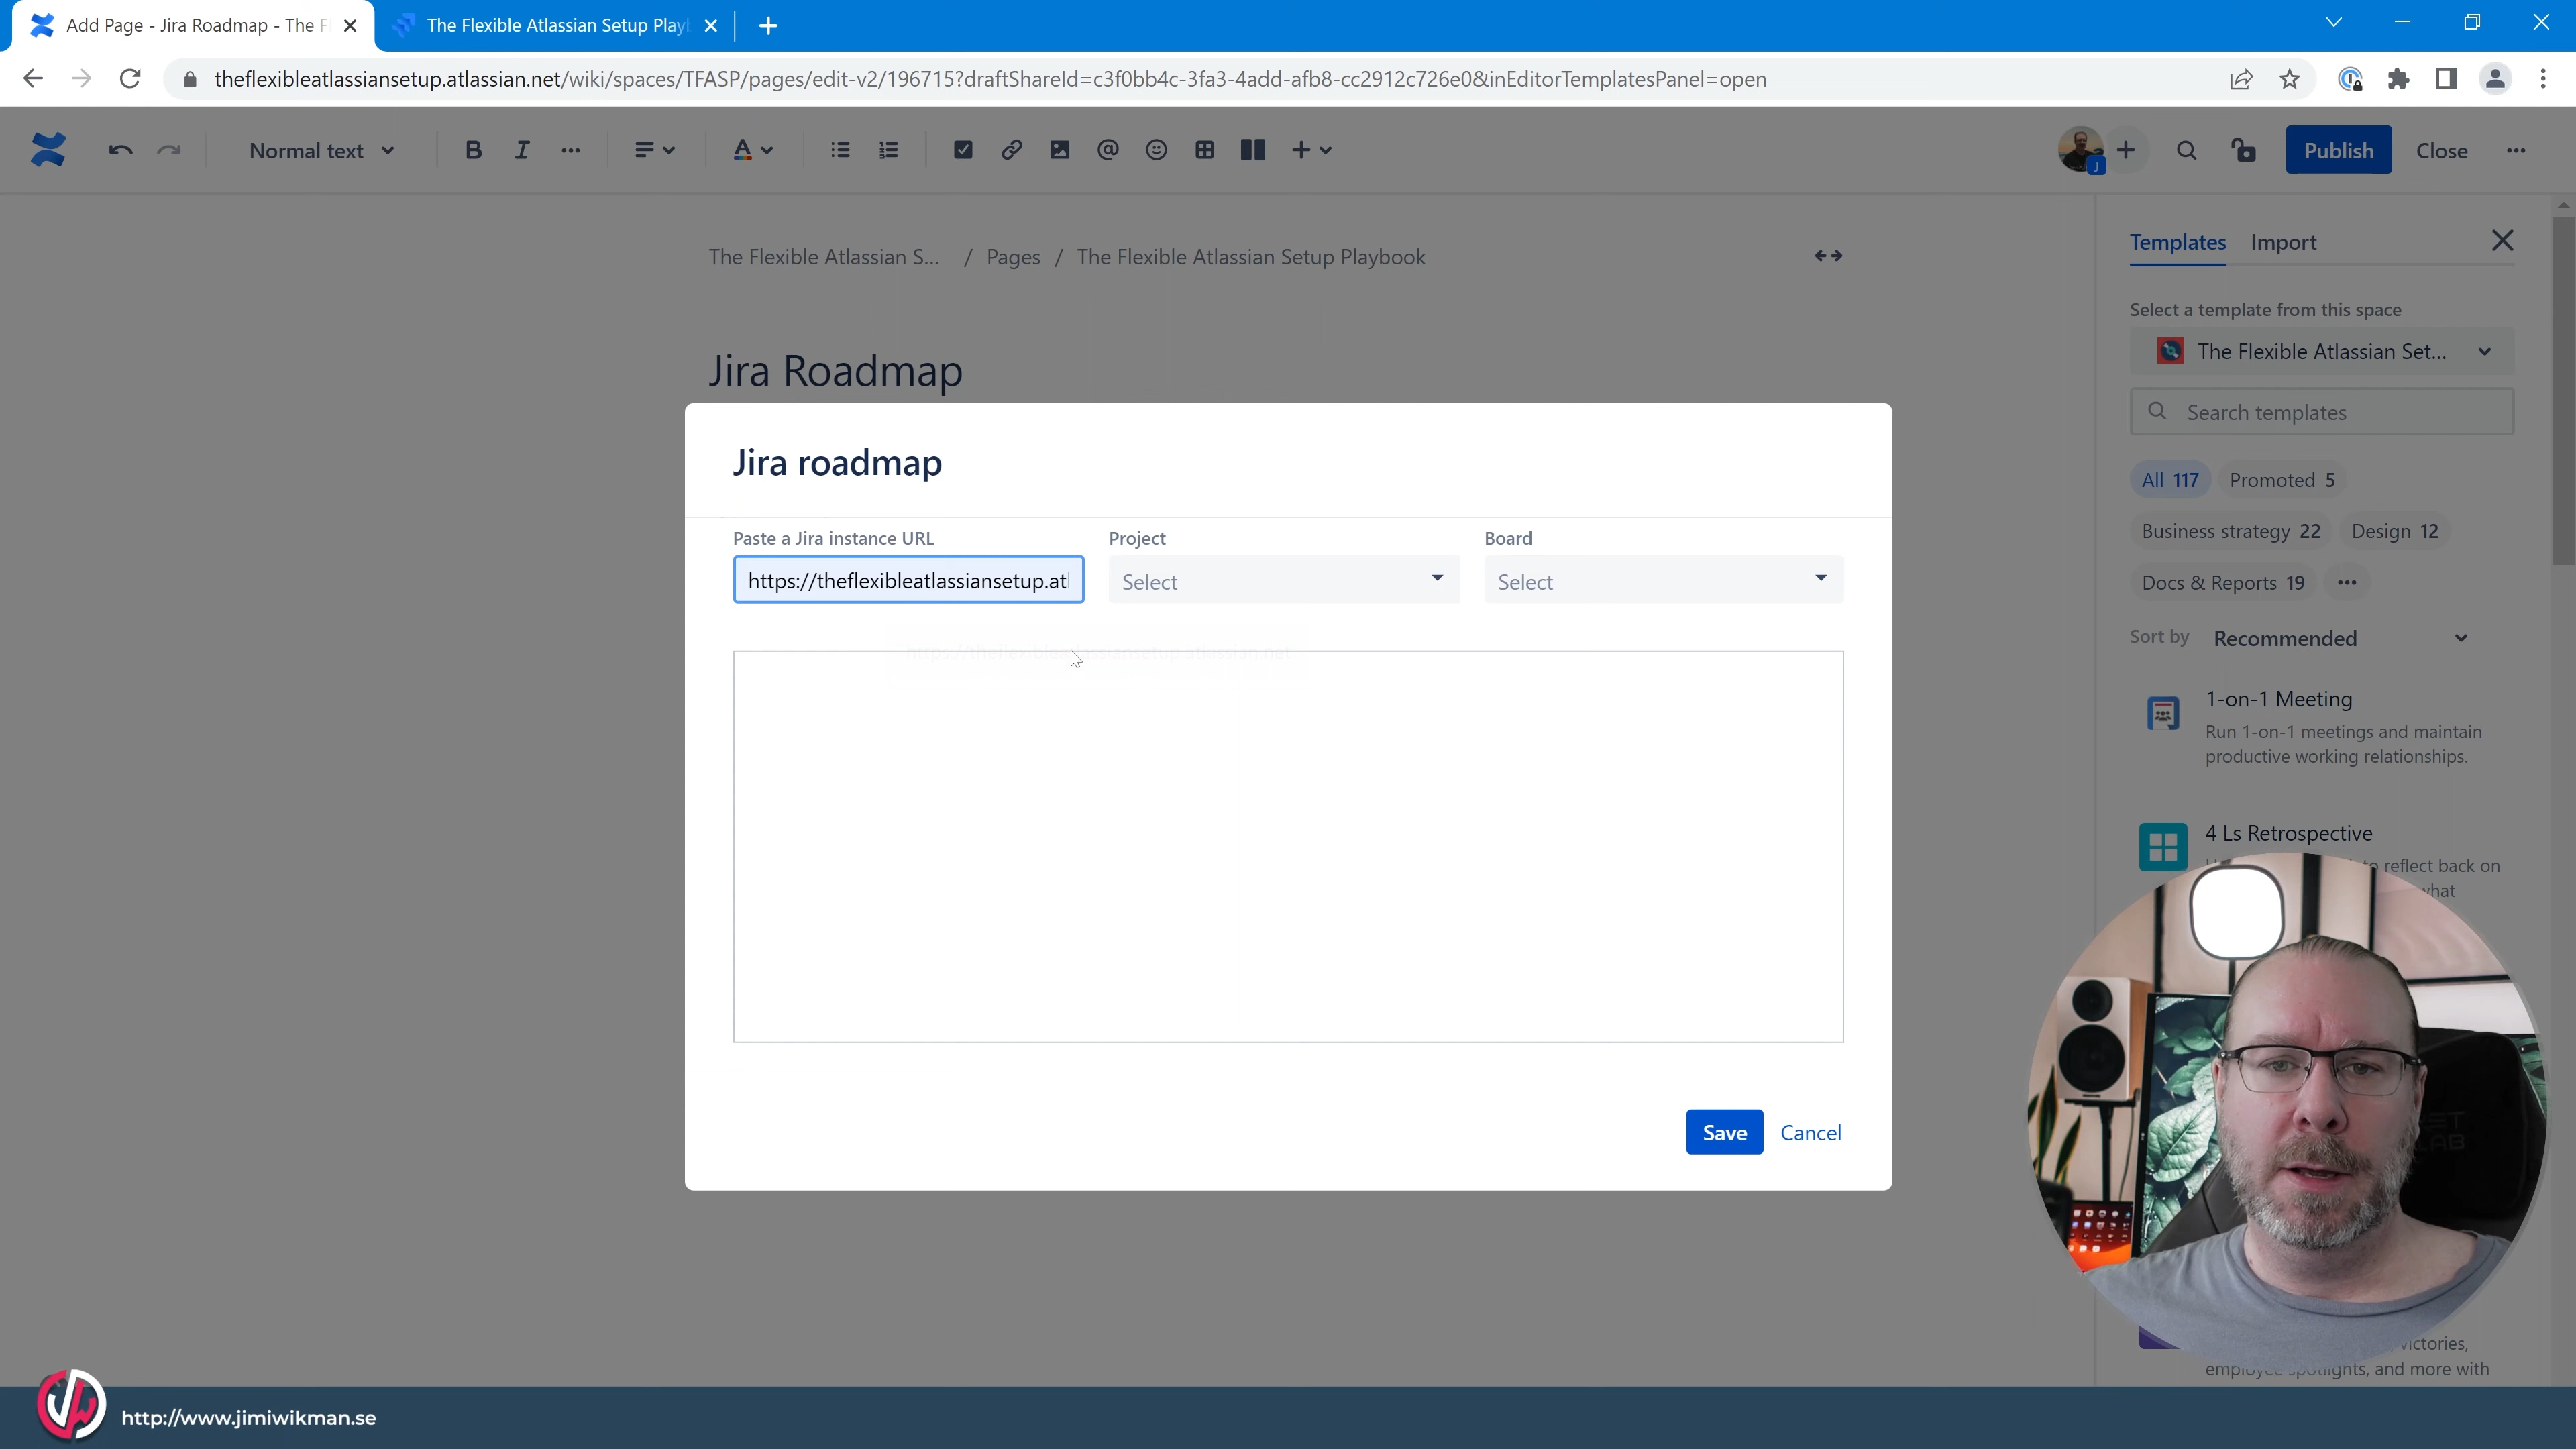 Add Page - Jira Roadmap - The F
The Flexible Atlassian Setup Play
theflexibleatlassiansetup.atlassian.net/wiki/spaces/TFASP/pages/edit-v2/196715?draftShareId=c3f0bb4c-3fa3-4add-afb8-cc2912c726e0&inEditorTemplatesPanel=open
Normal text
Publish
Close
The Flexible Atlassian S... / Pages / The Flexible Atlassian Setup Playbook
Jira Roadmap
Jira roadmap
Paste a Jira instance URL
Project
Board
https://theflexibleatlassiansetup.atl
Select
Select
Save
Cancel
Templates
Import
Select a template from this space
The Flexible Atlassian Set...
Search templates
All 117
Promoted 5
Business strategy 22
Design 12
Docs & Reports 19
Sort by
Recommended
1-on-1 Meeting
Run 1-on-1 meetings and maintain
productive working relationships.
4 Ls Retrospective
to reflect back on
what
victories,
employee spotlights, and more with
http://www.jimiwikman.se